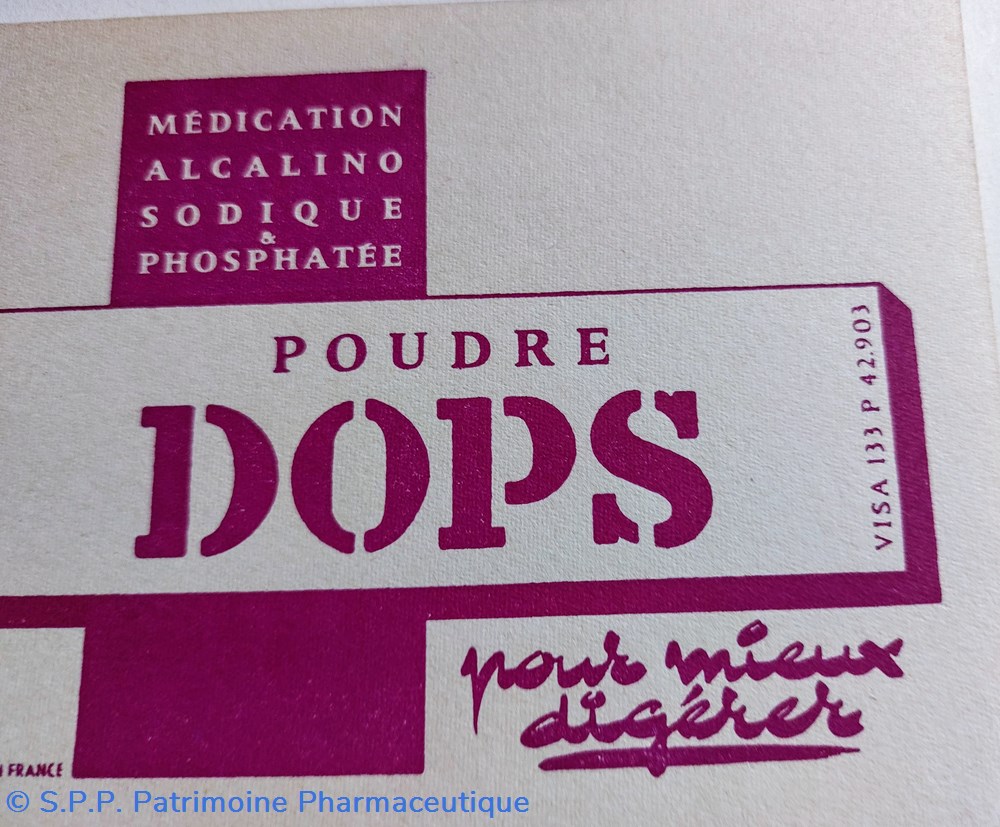 MÉDICATION
ALCALINO
SODIQUE
&
PHOSPHATÉE
POUDRE
DOPS
VISA 133 P 42.903
pour mieux
digérer
FRANCE
© S.P.P. Patrimoine Pharmaceutique